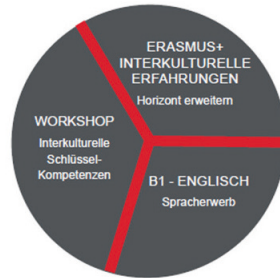 ERASMUS+
INTERKULTURELLE
ERFAHRUNGEN
Horizont erweitern
WORKSHOP
Interkulturelle
Schlüssel-
Kompetenzen
B1 - ENGLISCH
Spracherwerb